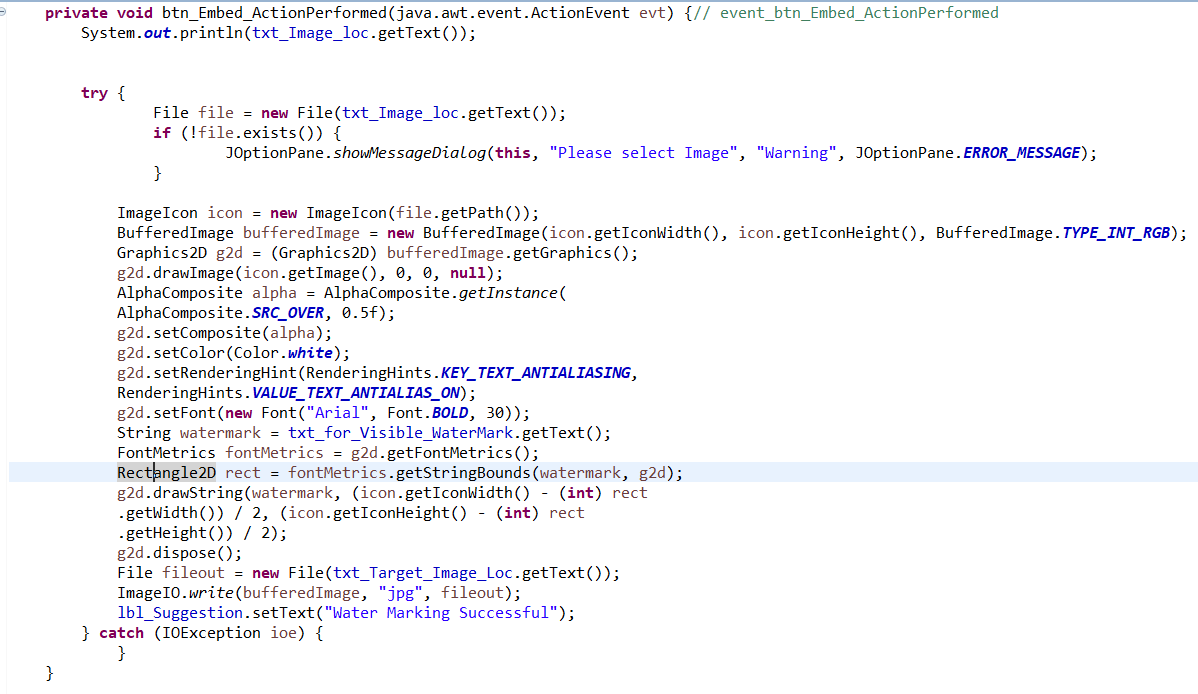 private void btn_Embed_ActionPerformed(java.awt.event.ActionEvent evt) {// event_btn_Embed_ActionPerformed
System.out.println(txt_Image_loc.getText());
try {
File file = new File(txt_Image_loc.getText());
if (!file.exists()) {
JOptionPane.showMessageDialog(this, "Please select Image", "Warning", JOptionPane.ERROR_MESSAGE);
}
ImageIcon icon = new ImageIcon(file.getPath());
BufferedImage bufferedImage = new BufferedImage(icon.getIconWidth(), icon.getIconHeight(), BufferedImage.TYPE_INT_RGB);
Graphics2D g2d = (Graphics2D) bufferedImage.getGraphics();
g2d.drawImage(icon.getImage(), 0, 0, null);
AlphaComposite alpha = AlphaComposite.getInstance(
AlphaComposite.SRC_OVER, 0.5f);
g2d.setComposite(alpha);
g2d.setColor(Color.white);
g2d.setRenderingHint(RenderingHints.KEY_TEXT_ANTIALIASING,
RenderingHints.VALUE_TEXT_ANTIALIAS_ON);
g2d.setFont(new Font("Arial", Font.BOLD, 30));
String watermark = txt_for_Visible_WaterMark.getText();
FontMetrics fontMetrics = g2d.getFontMetrics();
Rectangle2D rect = fontMetrics.getStringBounds(watermark, g2d);
g2d.drawString(watermark, (icon.getIconWidth() - (int) rect
.getWidth()) / 2, (icon.getIconHeight() - (int) rect
.getHeight()) / 2);
g2d.dispose();
File fileout = new File(txt_Target_Image_Loc.getText());
ImageIO.write(bufferedImage, "jpg", fileout);
lbl_Suggestion.setText("Water Marking Successful");
} catch (IOException ioe) {
}
}